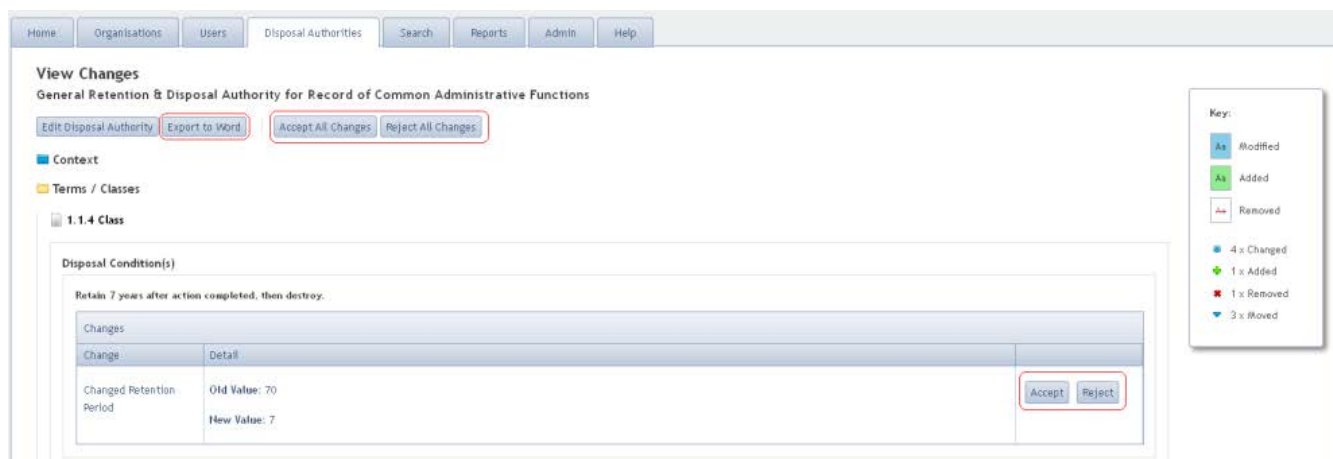 Home Organisations Users Disposal Authorities Search Reports Admin Help
View Changes
General Retention & Disposal Authority for Record of Common Administrative Functions
Edit Disposal Authority Export to Word Accept All Changes Reject All Changes
Context
Terms / Classes
1.1.4 Class
Disposal Condition(s)
Retain 7 years after action completed, then destroy.
Changes
Change Detail
Changed Retention Period
Old Value: 70
New Value: 7
Accept Reject
Key:
Aa Modified
Aa Added
Aa Removed
4 x Changed
1 x Added
1 x Removed
3 x Moved